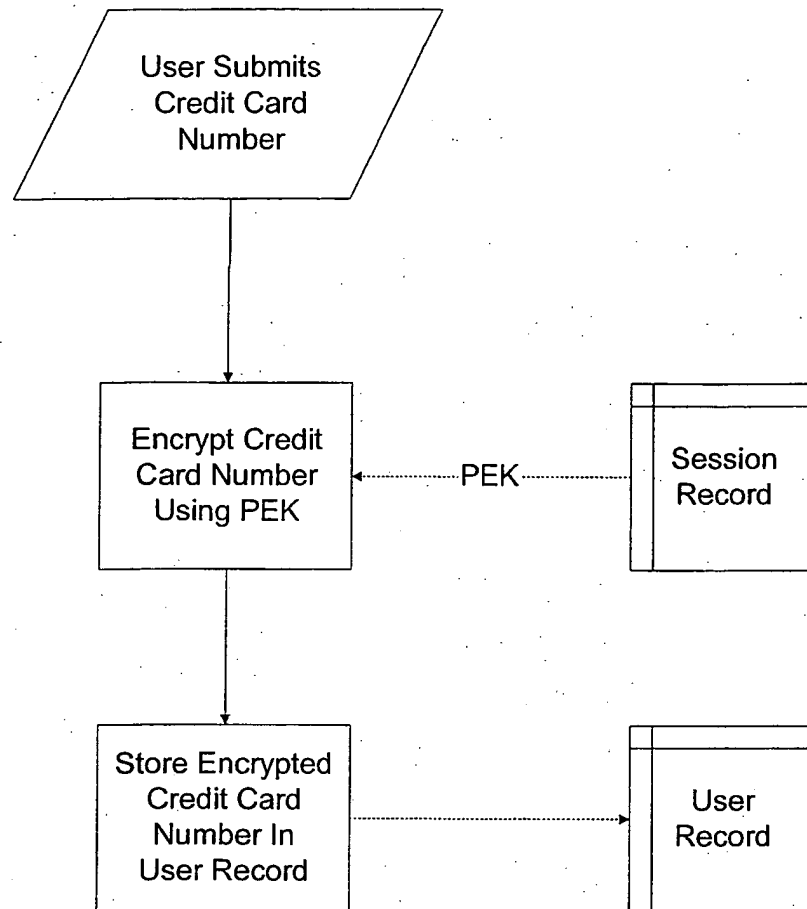 User Submits
Credit Card
Number
Encrypt Credit
Card Number
Using PEK
PEK
Session
Record
Store Encrypted
Credit Card
Number In
User Record
User
Record